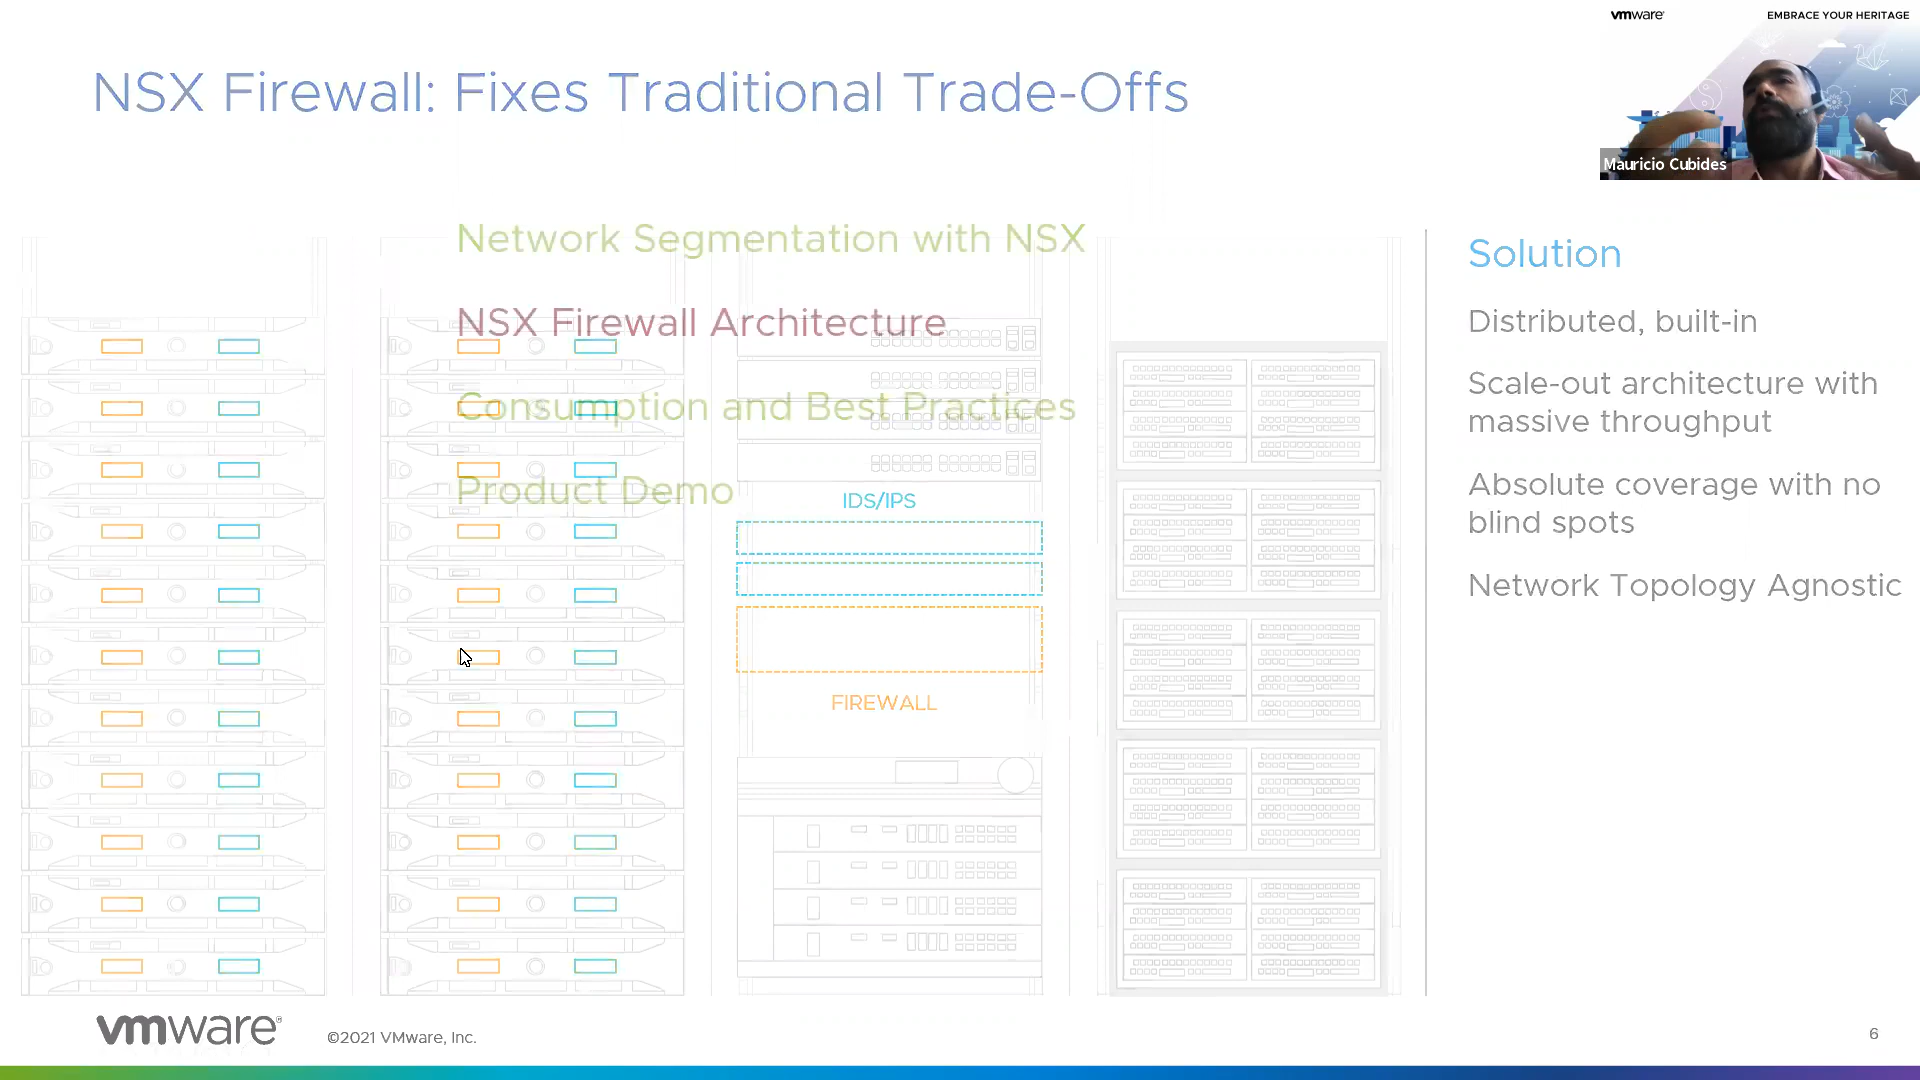 vmware
EMBRACE YOUR HERITAGE
NSX Firewall: Fixes Traditional Trade-Offs
Mauricio Cubides
Network Segmentation with NSX
NSX Firewall Architecture
Consumption and Best Practices
Product Demo
IDS/IPS
FIREWALL
Solution
Distributed, built-in
Scale-out architecture with
massive throughput
Absolute coverage with no
blind spots
Network Topology Agnostic
vmware®
©2021 VMware, Inc.
6